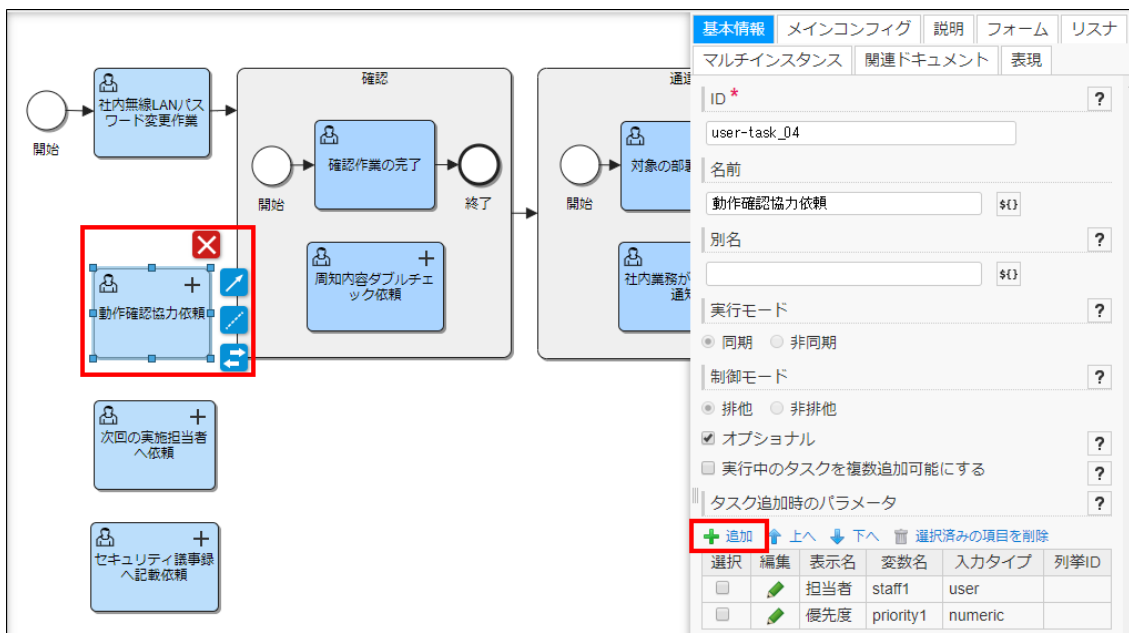 社内無線LANパス
ワード変更作業
開始
確認
確認作業の完了
開始
終了
周知内容ダブルチェ
ック依頼
開始
対象の部
社内業務が
動作確認協力依頼
次回の実施担当者
へ依頼
セキュリティ議事録
へ記載依頼
基本情報 メインコンフィグ 説明 フォーム リスナ
マルチインスタンス 関連ドキュメント 表現
ID * ?
user-task_04
名前
動作確認協力依頼 ${}
別名 ?
${}
実行モード ?
同期 非同期
制御モード ?
排他 非排他
オプショナル ?
実行中のタスクを複数追加可能にする ?
タスク追加時のパラメータ ?
追加 上へ 下へ 選択済みの項目を削除
選択 編集 表示名 変数名 入力タイプ 列挙ID
担当者 staff1 user
優先度 priority1 numeric